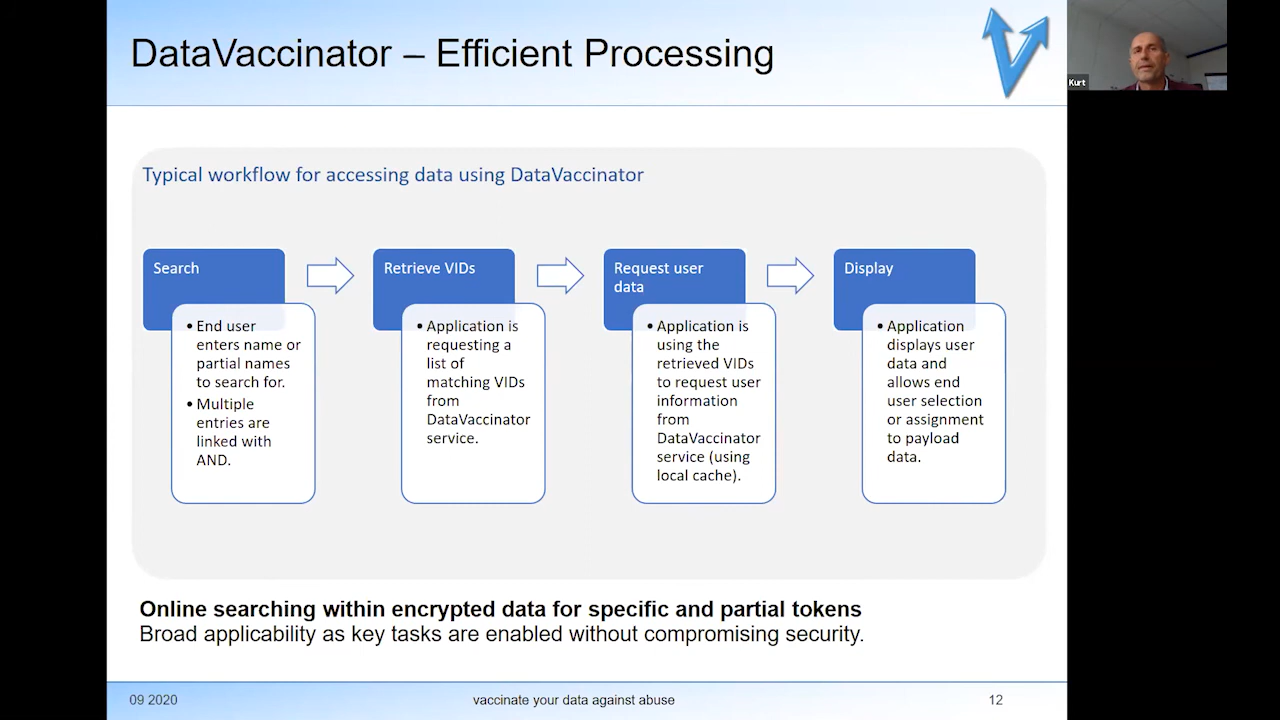 DataVaccinator – Efficient Processing
Kurt
Typical workflow for accessing data using DataVaccinator
Search
• End user
enters name or
partial names
to search for.
• Multiple
entries are
linked with
AND.
Retrieve VIDs
• Application is
requesting a
list of
matching VIDs
from
DataVaccinator
service.
Request user
data
• Application is
using the
retrieved VIDs
to request user
information
from
DataVaccinator
service (using
local cache).
Display
• Application
displays user
data and
allows end
user selection
or assignment
to payload
data.
Online searching within encrypted data for specific and partial tokens
Broad applicability as key tasks are enabled without compromising security.
09 2020
vaccinate your data against abuse
12